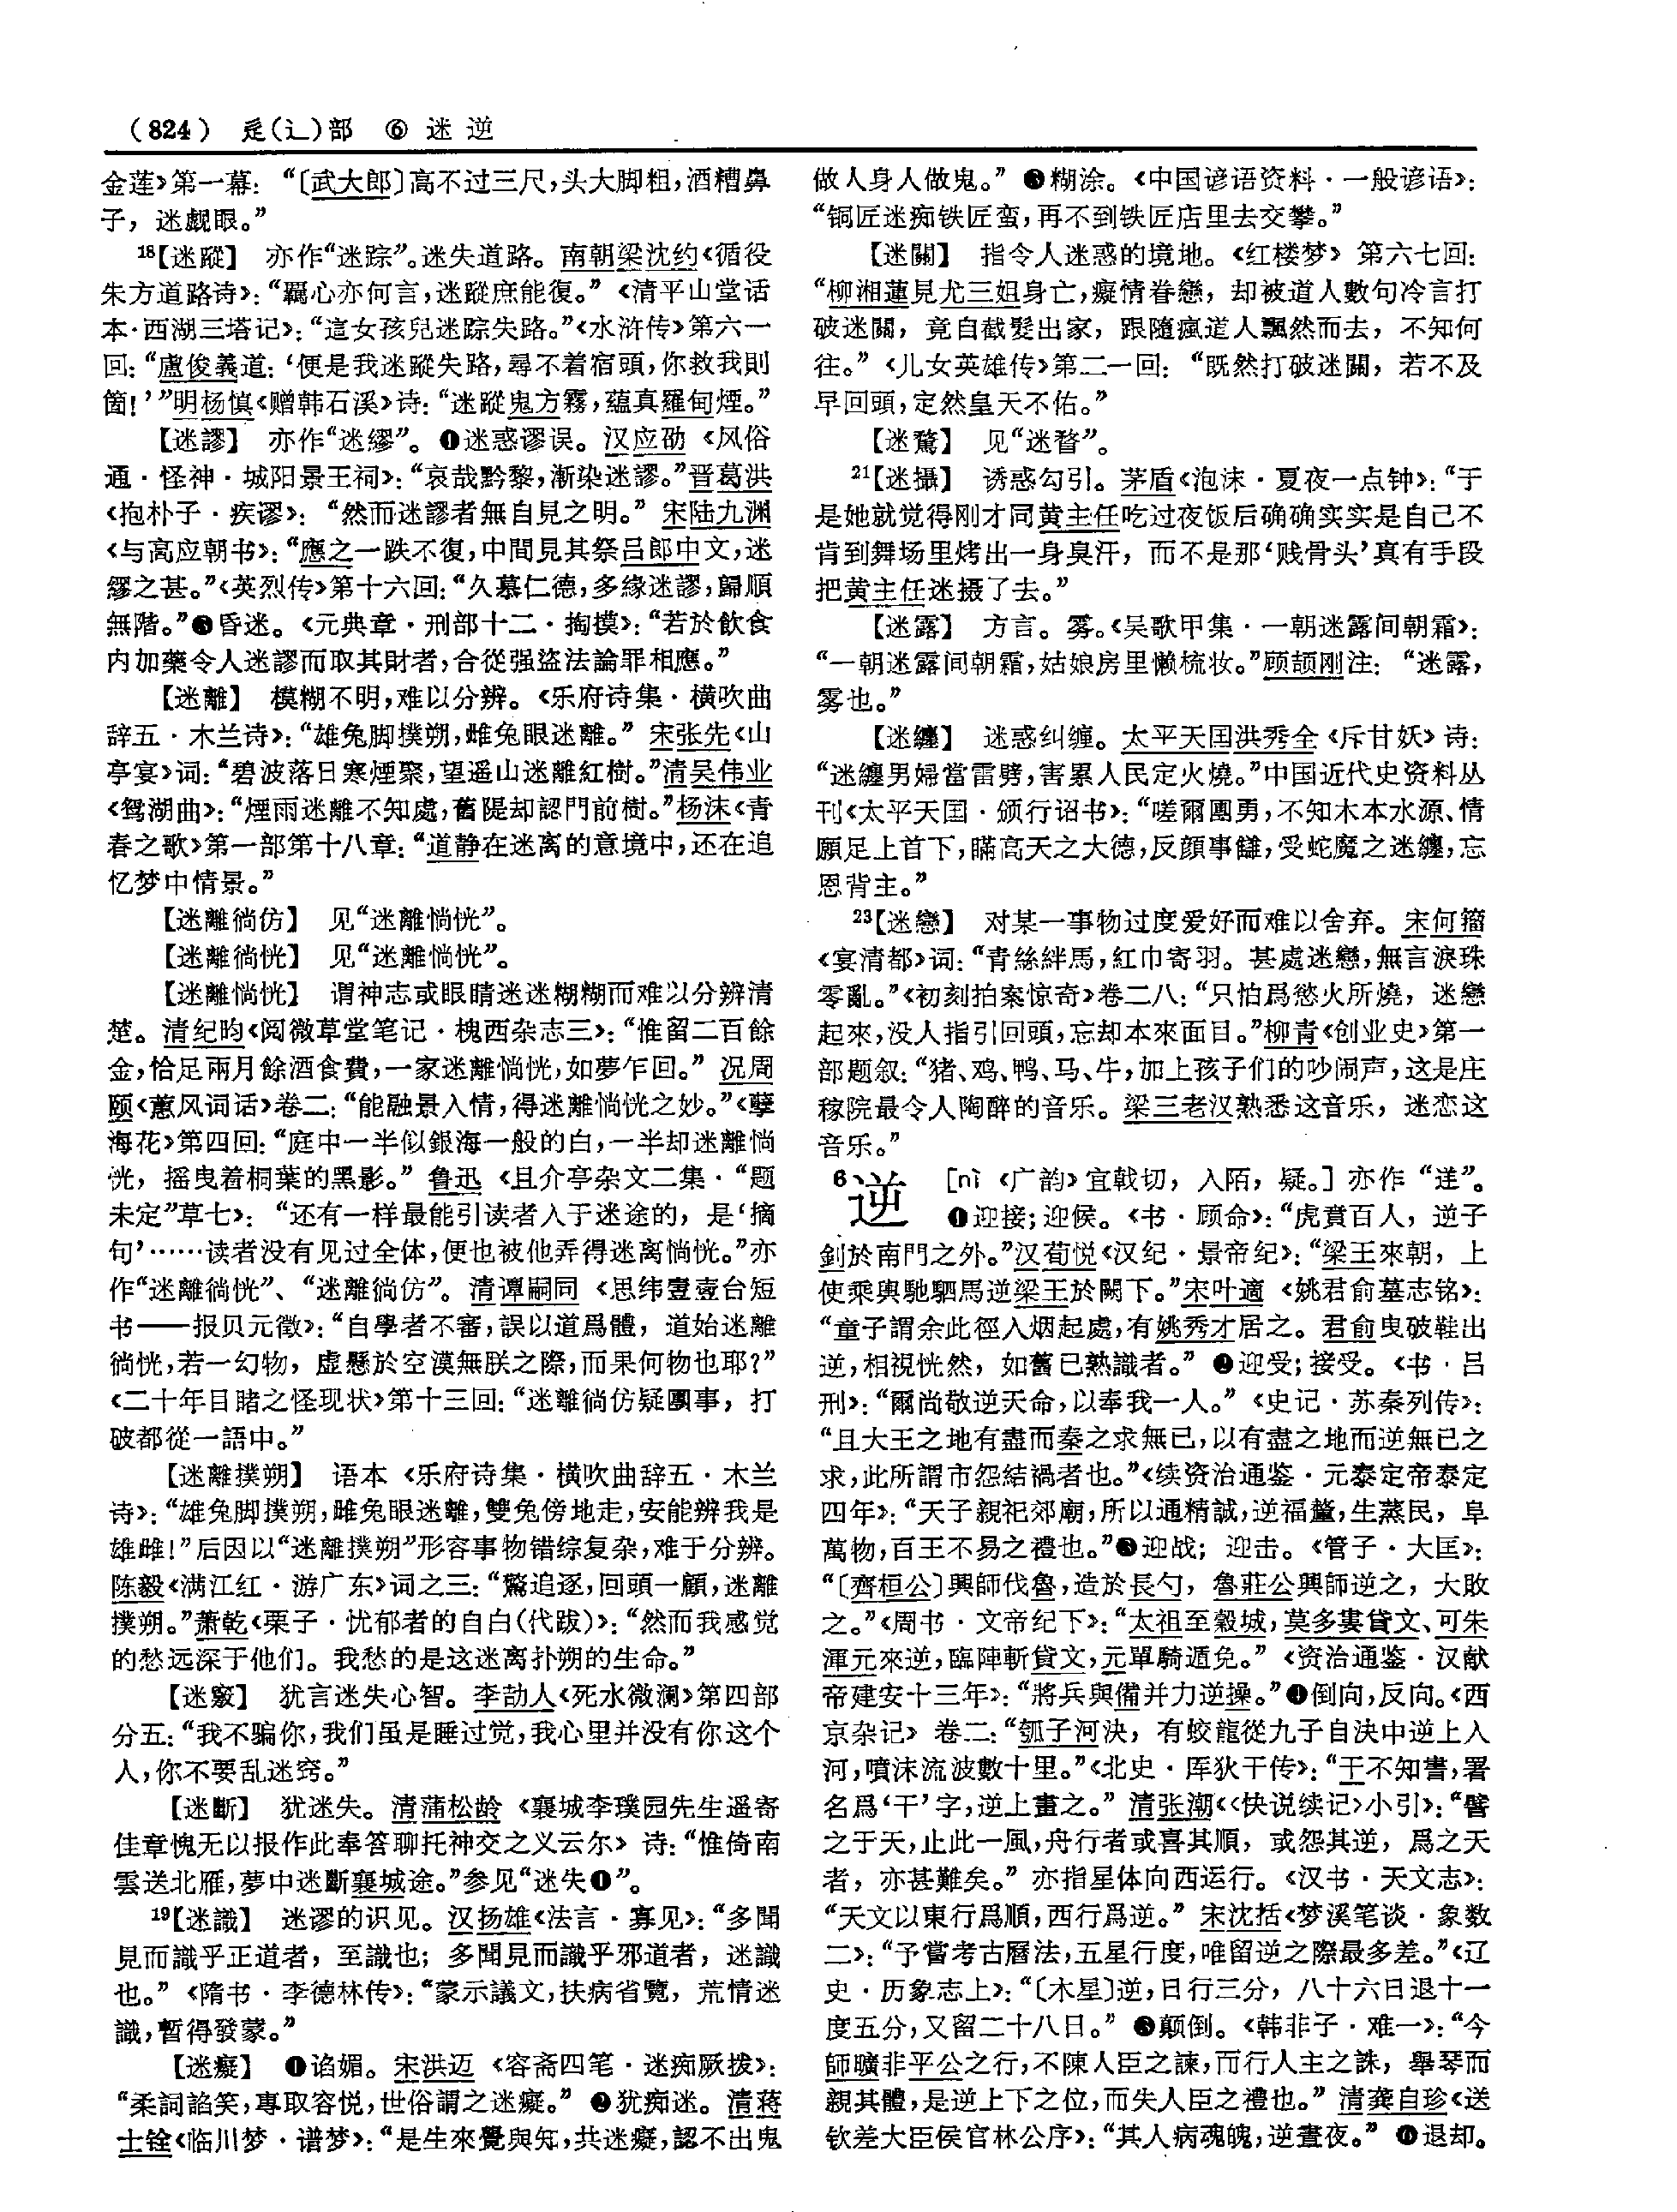 （824） 辵(辶)部 ⑥ 迷 逆
金莲》第一幕：“〔武大郎〕高不过三尺，头大脚粗，酒糟鼻
子，迷觑眼。”
18【迷蹤】 亦作“迷踪”。迷失道路。南朝梁沈约《循役
朱方道路诗》：“羈心亦何言，迷蹤庶能復。”《清平山堂话
本·西湖三塔记》：“這女孩兒迷踪失路。”《水浒传》第六一
回：“盧俊義道：‘便是我迷蹤失路，尋不着宿頭，你救我則
箇！’”明杨慎《赠韩石溪》诗：“迷蹤鬼方霧，蘊真羅甸煙。”
【迷謬】 亦作“迷繆”。❶迷惑谬误。汉应劭《风俗
通·怪神·城阳景王祠》：“哀哉黔黎，漸染迷謬。”晋葛洪
《抱朴子·疾谬》：“然而迷謬者無自見之明。”宋陆九渊
《与高应朝书》：“應之一跌不復，中間見其祭吕郎中文，迷
繆之甚。”《英烈传》第十六回：“久慕仁德，多緣迷謬，歸順
無階。”❷昏迷。《元典章·刑部十二·掏摸》：“若於飲食
内加藥令人迷謬而取其財者，合從强盜法論罪相應。”
【迷離】 模糊不明，难以分辨。《乐府诗集·横吹曲
辞五·木兰诗》：“雄兔脚撲朔，雌兔眼迷離。”宋张先《山
亭宴》词：“碧波落日寒煙聚，望遥山迷離紅樹。”清吴伟业
《鸳湖曲》：“煙雨迷離不知處，舊隄却認門前樹。”杨沫《青
春之歌》第一部第十八章：“道静在迷离的意境中，还在追
忆梦中情景。”
【迷離徜仿】 见“迷離惝恍”。
【迷離徜恍】 见“迷離惝恍”。
【迷離惝恍】 谓神志或眼睛迷迷糊糊而难以分辨清
楚。清纪昀《阅微草堂笔记·槐西杂志三》：“惟留二百餘
金，恰足兩月餘酒食費，一家迷離惝恍，如夢乍回。”况周
颐《蕙风词话》卷二：“能融景入情，得迷離惝恍之妙。”《孽
海花》第四回：“庭中一半似銀海一般的白，一半却迷離惝
恍，摇曳着桐葉的黑影。”鲁迅《且介亭杂文二集·“题
未定”草七》：“还有一样最能引读者入于迷途的，是‘摘
句’……读者没有见过全体，便也被他弄得迷离惝恍。”亦
作“迷離徜恍”、“迷離徜仿”。清谭嗣同《思纬壹壹台短
书——报贝元徵》：“自學者不審，誤以道爲體，道始迷離
徜恍，若一幻物，虚懸於空漠無朕之際，而果何物也耶？”
《二十年目睹之怪现状》第十三回：“迷離徜仿疑團事，打
破都從一語中。”
【迷離撲朔】 语本《乐府诗集·横吹曲辞五·木兰
诗》：“雄兔脚撲朔，雌兔眼迷離，雙兔傍地走，安能辨我是
雄雌！”后因以“迷離撲朔”形容事物错综复杂，难于分辨。
陈毅《满江红·游广东》词之三：“驚追逐，回頭一顧，迷離
撲朔。”萧乾《栗子·忧郁者的自白（代跋）》：“然而我感觉
的愁远深于他们。我愁的是这迷离扑朔的生命。”
【迷竅】 犹言迷失心智。李劼人《死水微澜》第四部
分五：“我不骗你，我们虽是睡过觉，我心里并没有你这个
人，你不要乱迷窍。”
【迷斷】 犹迷失。清蒲松龄《襄城李璞园先生遥寄
佳章愧无以报作此奉答聊托神交之义云尔》诗：“惟倚南
雲送北雁，夢中迷斷襄城途。”参见“迷失❶”。
19【迷識】 迷谬的识见。汉扬雄《法言·寡见》：“多聞
見而識乎正道者，至識也；多聞見而識乎邪道者，迷識
也。”《隋书·李德林传》：“蒙示議文，扶病省覽，荒情迷
識，暫得發蒙。”
【迷癡】 ❶谄媚。宋洪迈《容斋四笔·迷痴厥拨》：
“柔詞諂笑，專取容悦，世俗謂之迷癡。”❷犹痴迷。清蒋
士铨《临川梦·谱梦》：“是生來覺與知，共迷癡，認不出鬼
做人身人做鬼。”❸糊涂。《中国谚语资料·一般谚语》：
“铜匠迷痴铁匠蛮，再不到铁匠店里去交攀。”
【迷關】 指令人迷惑的境地。《红楼梦》第六七回：
“柳湘蓮見尤三姐身亡，癡情眷戀，却被道人數句冷言打
破迷關，竟自截髮出家，跟隨瘋道人飄然而去，不知何
往。”《儿女英雄传》第二一回：“既然打破迷關，若不及
早回頭，定然皇天不佑。”
【迷騖】 见“迷瞀”。
21【迷攝】 诱惑勾引。茅盾《泡沫·夏夜一点钟》：“于
是她就觉得刚才同黄主任吃过夜饭后确确实实是自己不
肯到舞场里烤出一身臭汗，而不是那‘贱骨头’真有手段
把黄主任迷摄了去。”
【迷露】 方言。雾。《吴歌甲集·一朝迷露间朝霜》：
“一朝迷露间朝霜，姑娘房里懒梳妆。”顾颉刚注：“迷露，
雾也。”
【迷纏】 迷惑纠缠。太平天囯洪秀全《斥甘妖》诗：
“迷纏男婦當雷劈，害累人民定火燒。”中国近代史资料丛
刊《太平天囯·颁行诏书》：“嗟爾團勇，不知木本水源、情
願足上首下，瞞高天之大德，反顔事讎，受蛇魔之迷纏，忘
恩背主。”
23【迷戀】 对某一事物过度爱好而难以舍弃。宋何籀
《宴清都》词：“青絲絆馬，紅巾寄羽。甚處迷戀，無言淚珠
零亂。”《初刻拍案惊奇》卷二八：“只怕爲慾火所燒，迷戀
起來，没人指引回頭，忘却本來面目。”柳青《创业史》第一
部题叙：“猪、鸡、鸭、马、牛，加上孩子们的吵闹声，这是庄
稼院最令人陶醉的音乐。梁三老汉熟悉这音乐，迷恋这
音乐。”
6逆 ［nì 《广韵》宜戟切，入陌，疑。］亦作“𨒫”。
❶迎接；迎候。《书·顾命》：“虎賁百人，逆子
釗於南門之外。”汉荀悦《汉纪·景帝纪》：“梁王來朝，上
使乘輿馳駟馬逆梁王於闕下。”宋叶適《姚君俞墓志铭》：
“童子謂余此徑入烟起處，有姚秀才居之。君俞曳破鞋出
逆，相視恍然，如舊已熟識者。”❷迎受；接受。《书·吕
刑》：“爾尚敬逆天命，以奉我一人。”《史记·苏秦列传》：
“且大王之地有盡而秦之求無已，以有盡之地而逆無已之
求，此所謂市怨結禍者也。”《续资治通鉴·元泰定帝泰定
四年》：“天子親祀郊廟，所以通精誠，逆福釐，生蒸民，阜
萬物，百王不易之禮也。”❸迎战；迎击。《管子·大匡》：
“〔齊桓公〕興師伐魯，造於長勺，魯莊公興師逆之，大敗
之。”《周书·文帝纪下》：“太祖至穀城，莫多婁貸文、可朱
渾元來逆，臨陣斬貸文，元單騎遁免。”《资治通鉴·汉献
帝建安十三年》：“將兵與備并力逆操。”❹倒向，反向。《西
京杂记》卷二：“瓠子河決，有蛟龍從九子自決中逆上入
河，噴沫流波數十里。”《北史·厍狄干传》：“干不知書，署
名爲‘干’字，逆上畫之。”清张潮《〈快说续记〉小引》：“譬
之于天，止此一風，舟行者或喜其順，或怨其逆，爲之天
者，亦甚難矣。”亦指星体向西运行。《汉书·天文志》：
“天文以東行爲順，西行爲逆。”宋沈括《梦溪笔谈·象数
二》：“予嘗考古曆法，五星行度，唯留逆之際最多差。”《辽
史·历象志上》：“〔木星〕逆，日行三分，八十六日退十一
度五分，又留二十八日。”❺颠倒。《韩非子·难一》：“今
師曠非平公之行，不陳人臣之諫，而行人主之誅，舉琴而
親其體，是逆上下之位，而失人臣之禮也。”清龚自珍《送
钦差大臣侯官林公序》：“其人病魂魄，逆晝夜。”❻退却。